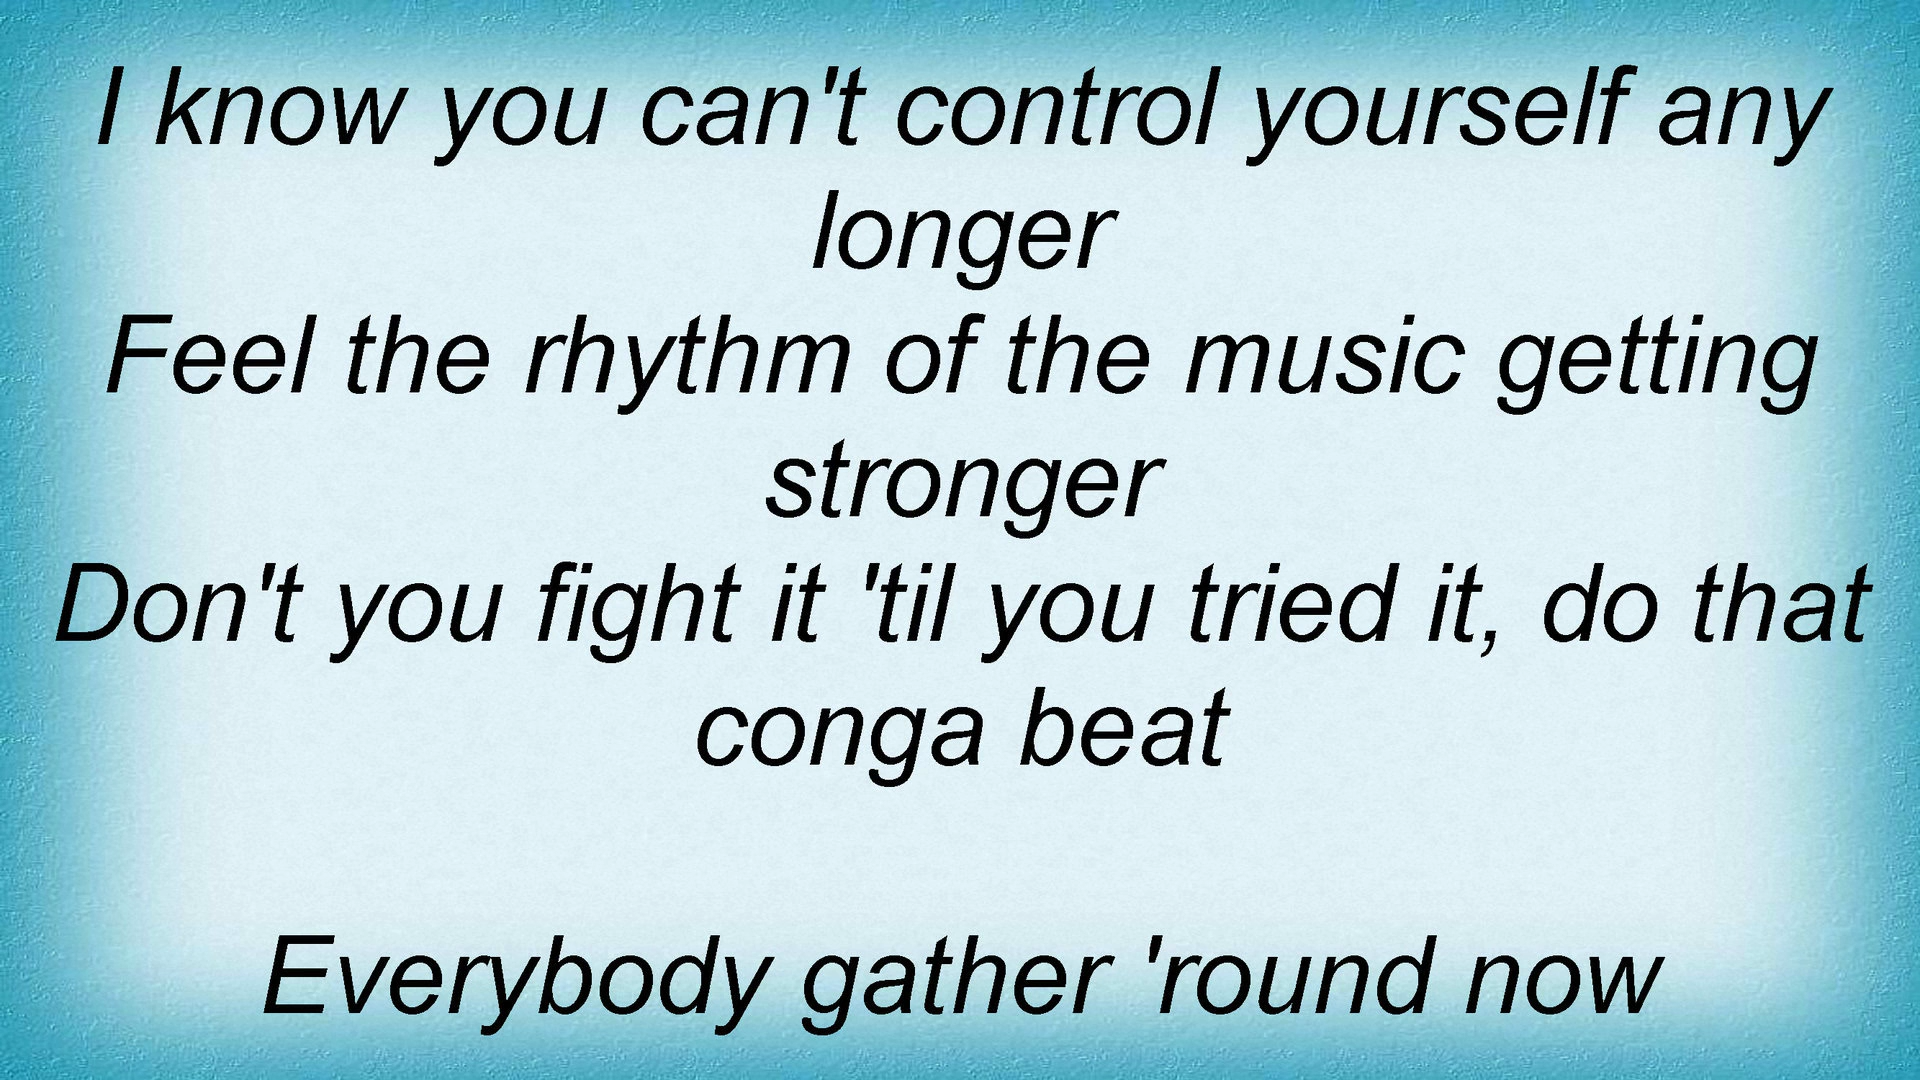 I know you can't control yourself any
longer
Feel the rhythm of the music getting
stronger
Don't you fight it 'til you tried it, do that
conga beat
Everybody gather 'round now